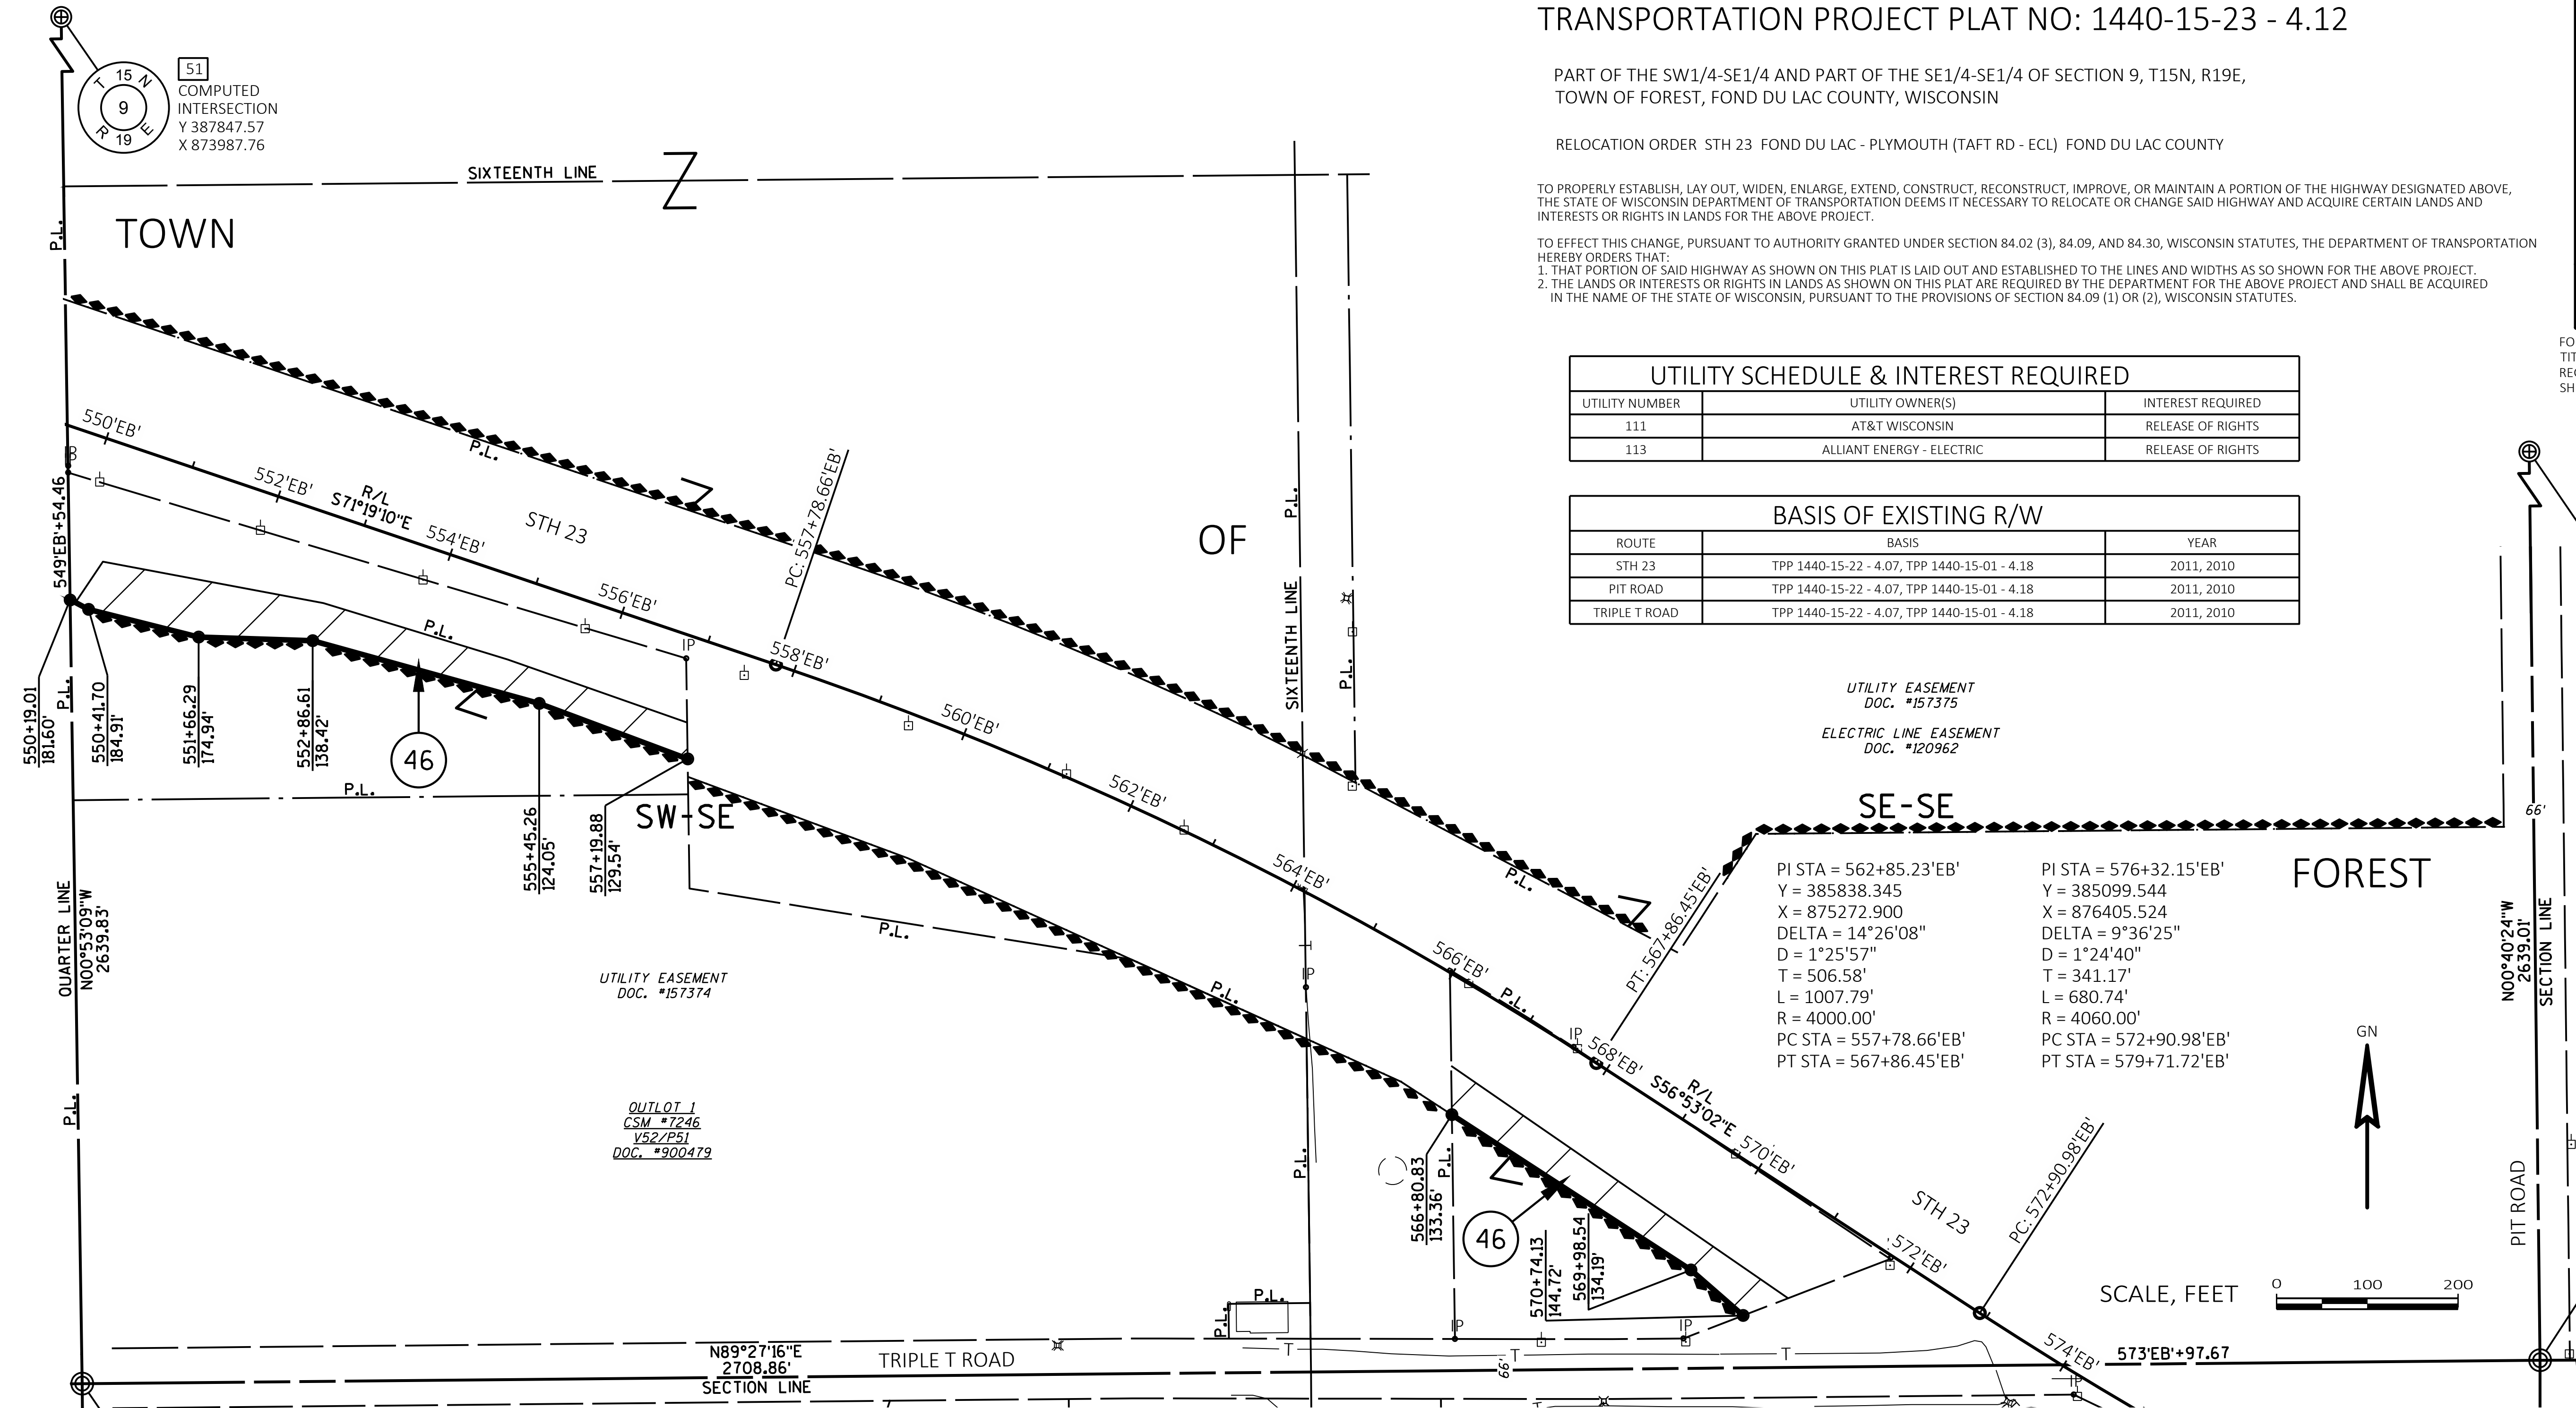 TRANSPORTATION PROJECT PLAT NO: 1440-15-23 - 4.12
PART OF THE SW1/4-SE1/4 AND PART OF THE SE1/4-SE1/4 OF SECTION 9, T15N, R19E,
TOWN OF FOREST, FOND DU LAC COUNTY, WISCONSIN
RELOCATION ORDER STH 23 FOND DU LAC - PLYMOUTH (TAFT RD - ECL) FOND DU LAC COUNTY
TO PROPERLY ESTABLISH, LAY OUT, WIDEN, ENLARGE, EXTEND, CONSTRUCT, RECONSTRUCT, IMPROVE, OR MAINTAIN A PORTION OF THE HIGHWAY DESIGNATED ABOVE,
THE STATE OF WISCONSIN DEPARTMENT OF TRANSPORTATION DEEMS IT NECESSARY TO RELOCATE OR CHANGE SAID HIGHWAY AND ACQUIRE CERTAIN LANDS AND
INTERESTS OR RIGHTS IN LANDS FOR THE ABOVE PROJECT.
TO EFFECT THIS CHANGE, PURSUANT TO AUTHORITY GRANTED UNDER SECTION 84.02 (3), 84.09, AND 84.30, WISCONSIN STATUTES, THE DEPARTMENT OF TRANSPORTATION
HEREBY ORDERS THAT:
1. THAT PORTION OF SAID HIGHWAY AS SHOWN ON THIS PLAT IS LAID OUT AND ESTABLISHED TO THE LINES AND WIDTHS AS SO SHOWN FOR THE ABOVE PROJECT.
2. THE LANDS OR INTERESTS OR RIGHTS IN LANDS AS SHOWN ON THIS PLAT ARE REQUIRED BY THE DEPARTMENT FOR THE ABOVE PROJECT AND SHALL BE ACQUIRED
IN THE NAME OF THE STATE OF WISCONSIN, PURSUANT TO THE PROVISIONS OF SECTION 84.09 (1) OR (2), WISCONSIN STATUTES.
FO
TIT
RE
SH
T 15 N
9
R 19 E
51
COMPUTED
INTERSECTION
Y 387847.57
X 873987.76
SIXTEENTH LINE
P.L.
TOWN
UTILITY SCHEDULE & INTEREST REQUIRED
UTILITY NUMBER UTILITY OWNER(S) INTEREST REQUIRED
111 AT&T WISCONSIN RELEASE OF RIGHTS
113 ALLIANT ENERGY - ELECTRIC RELEASE OF RIGHTS
BASIS OF EXISTING R/W
ROUTE BASIS YEAR
STH 23 TPP 1440-15-22 - 4.07, TPP 1440-15-01 - 4.18 2011, 2010
PIT ROAD TPP 1440-15-22 - 4.07, TPP 1440-15-01 - 4.18 2011, 2010
TRIPLE T ROAD TPP 1440-15-22 - 4.07, TPP 1440-15-01 - 4.18 2011, 2010
550'EB'
552'EB'
R/L
S71°19'10"E
554'EB'
STH 23
556'EB'
P.L.
PC: 557+78.66'EB'
558'EB'
560'EB'
562'EB'
564'EB'
566'EB'
568'EB'
570'EB'
572'EB'
574'EB'
OF
P.L.
SIXTEENTH LINE
P.L.
549'EB'+54.46
IP
P.L.
550+19.01
181.60'
P.L.
550+41.70
184.91'
551+66.29
174.94'
552+86.61
138.42'
46
P.L.
555+45.26
124.05'
557+19.88
129.54'
SW-SE
P.L.
QUARTER LINE
N00°53'09"W
2639.83'
P.L.
UTILITY EASEMENT
DOC. #157374
OUTLOT 1
CSM #7246
V52/P51
DOC. #900479
P.L.
IP
P.L.
P.L.
P.L.
IP
PT: 567+86.45'EB'
UTILITY EASEMENT
DOC. #157375
ELECTRIC LINE EASEMENT
DOC. #120962
SE-SE
66'
FOREST
PI STA = 562+85.23'EB'
Y = 385838.345
X = 875272.900
DELTA = 14°26'08"
D = 1°25'57"
T = 506.58'
L = 1007.79'
R = 4000.00'
PC STA = 557+78.66'EB'
PT STA = 567+86.45'EB'
PI STA = 576+32.15'EB'
Y = 385099.544
X = 876405.524
DELTA = 9°36'25"
D = 1°24'40"
T = 341.17'
L = 680.74'
R = 4060.00'
PC STA = 572+90.98'EB'
PT STA = 579+71.72'EB'
GN
N00°40'24"W
2639.01'
SECTION LINE
PIT ROAD
R/L
S56°53'02"E
STH 23
PC: 572+90.98'EB'
SCALE, FEET
0 100 200
566+80.83
133.36'
P.L.
46
570+74.13
144.72'
569+98.54
134.19'
P.L.
P.L.
IP
IP
N89°27'16"E
2708.86'
SECTION LINE
TRIPLE T ROAD
T
T
T
66'
573'EB'+97.67
IP